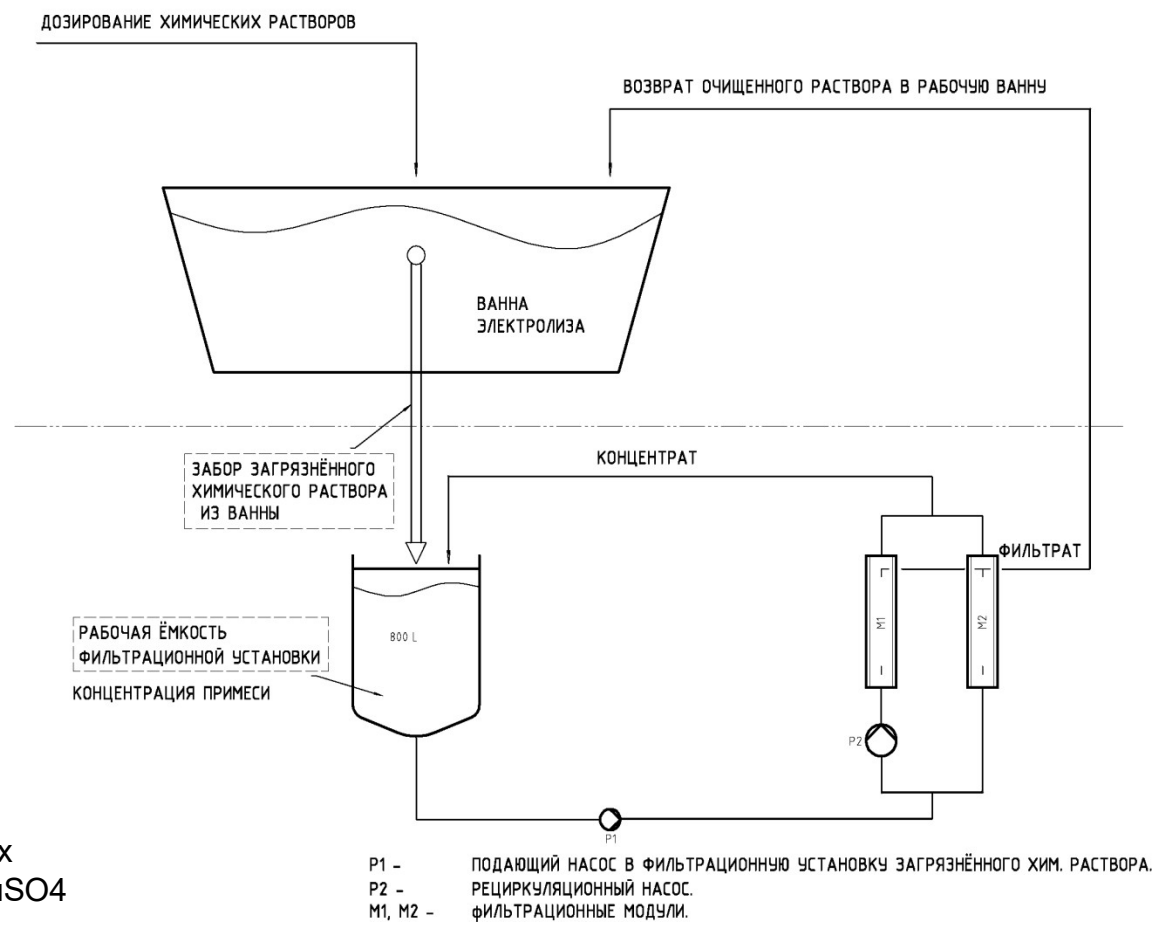 ДОЗИРОВАНИЕ ХИМИЧЕСКИХ РАСТВОРОВ
ВОЗВРАТ ОЧИЩЕННОГО РАСТВОРА В РАБОЧУЮ ВАННУ
ВАННА
ЭЛЕКТРОЛИЗА
ЗАБОР ЗАГРЯЗНЁННОГО
ХИМИЧЕСКОГО РАСТВОРА
ИЗ ВАННЫ
КОНЦЕНТРАТ
ФИЛЬТРАТ
РАБОЧАЯ ЁМКОСТЬ
ФИЛЬТРАЦИОННОЙ УСТАНОВКИ
КОНЦЕНТРАЦИЯ ПРИМЕСИ
800 L
M1
M2
P2
P1
х
SO4
P1 – ПОДАЮЩИЙ НАСОС В ФИЛЬТРАЦИОННУЮ УСТАНОВКУ ЗАГРЯЗНЁННОГО ХИМ. РАСТВОРА.
P2 – РЕЦИРКУЛЯЦИОННЫЙ НАСОС.
M1, M2 – ФИЛЬТРАЦИОННЫЕ МОДУЛИ.